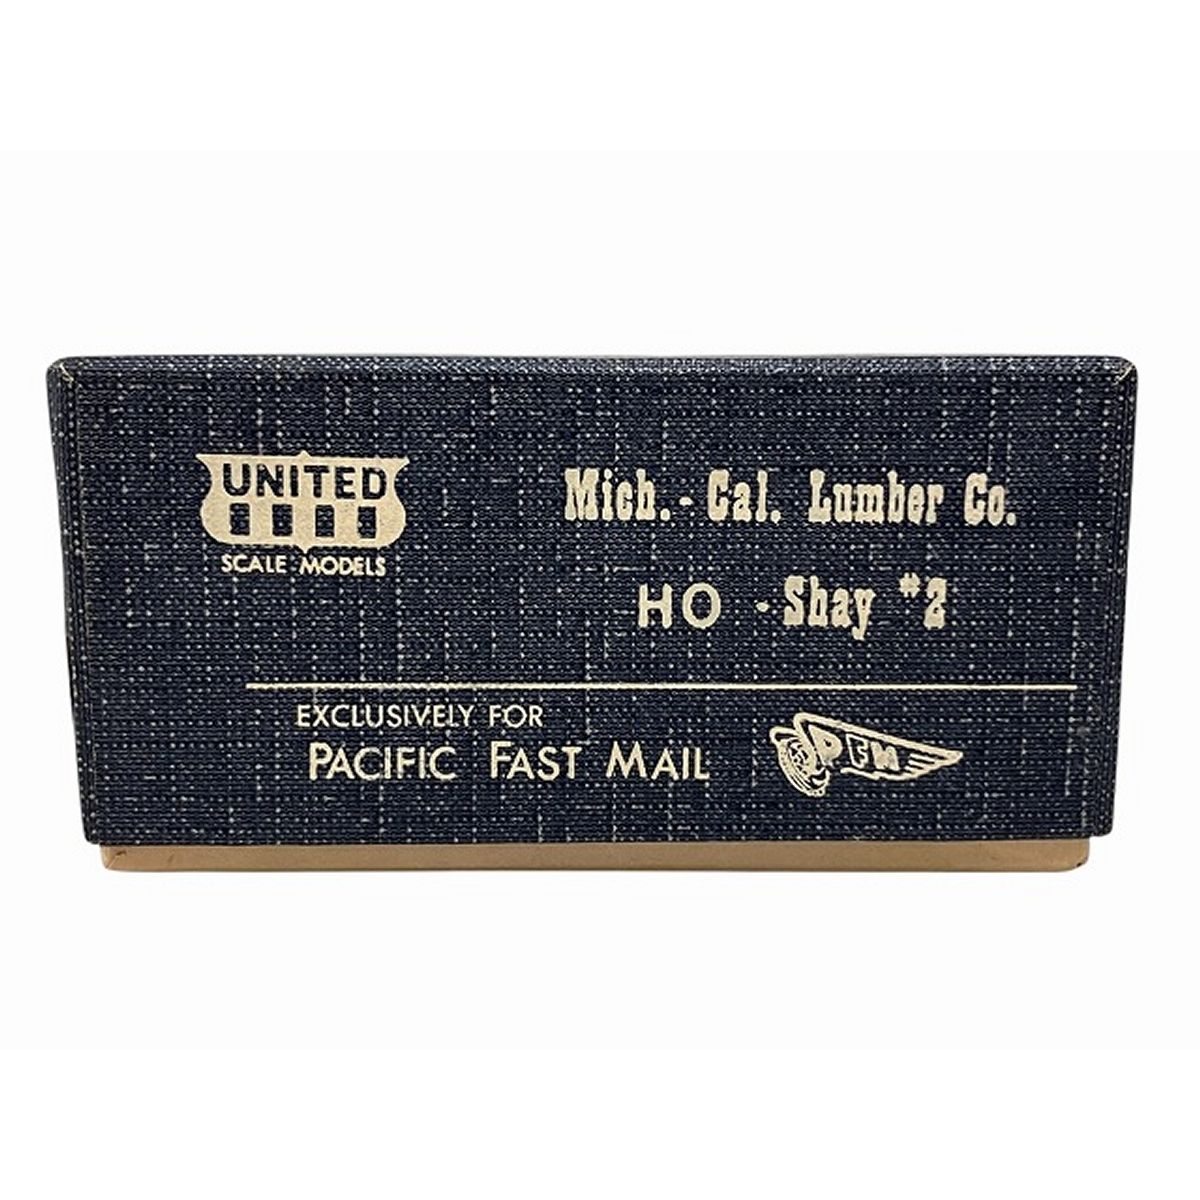 UNITED
SCALE MODELS
Mich.-Cal. Lumber Co.
HO - Shay #2
EXCLUSIVELY FOR
PACIFIC FAST MAIL
PFM